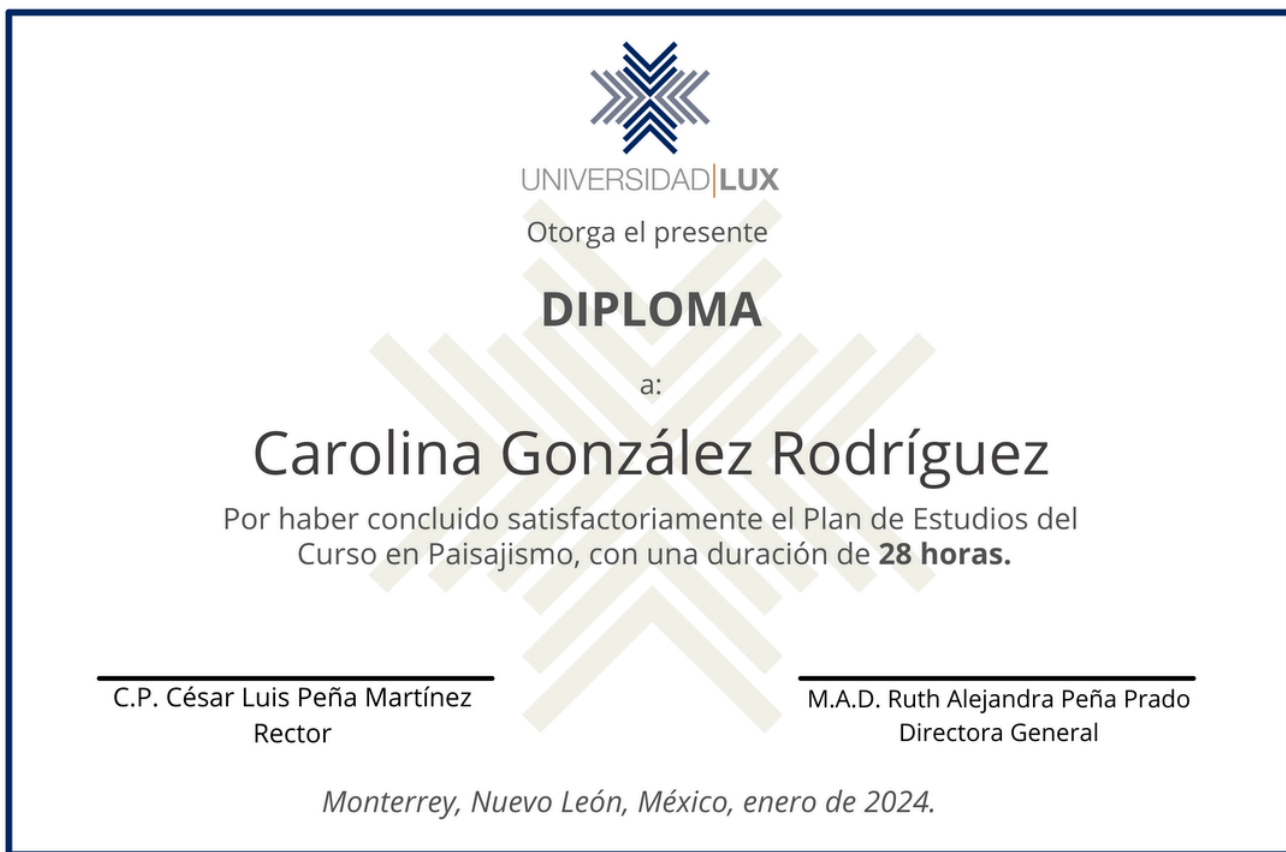 UNIVERSIDAD|LUX
Otorga el presente
DIPLOMA
a:
Carolina González Rodríguez
Por haber concluido satisfactoriamente el Plan de Estudios del
Curso en Paisajismo, con una duración de 28 horas.
C.P. César Luis Peña Martínez
Rector
M.A.D. Ruth Alejandra Peña Prado
Directora General
Monterrey, Nuevo León, México, enero de 2024.